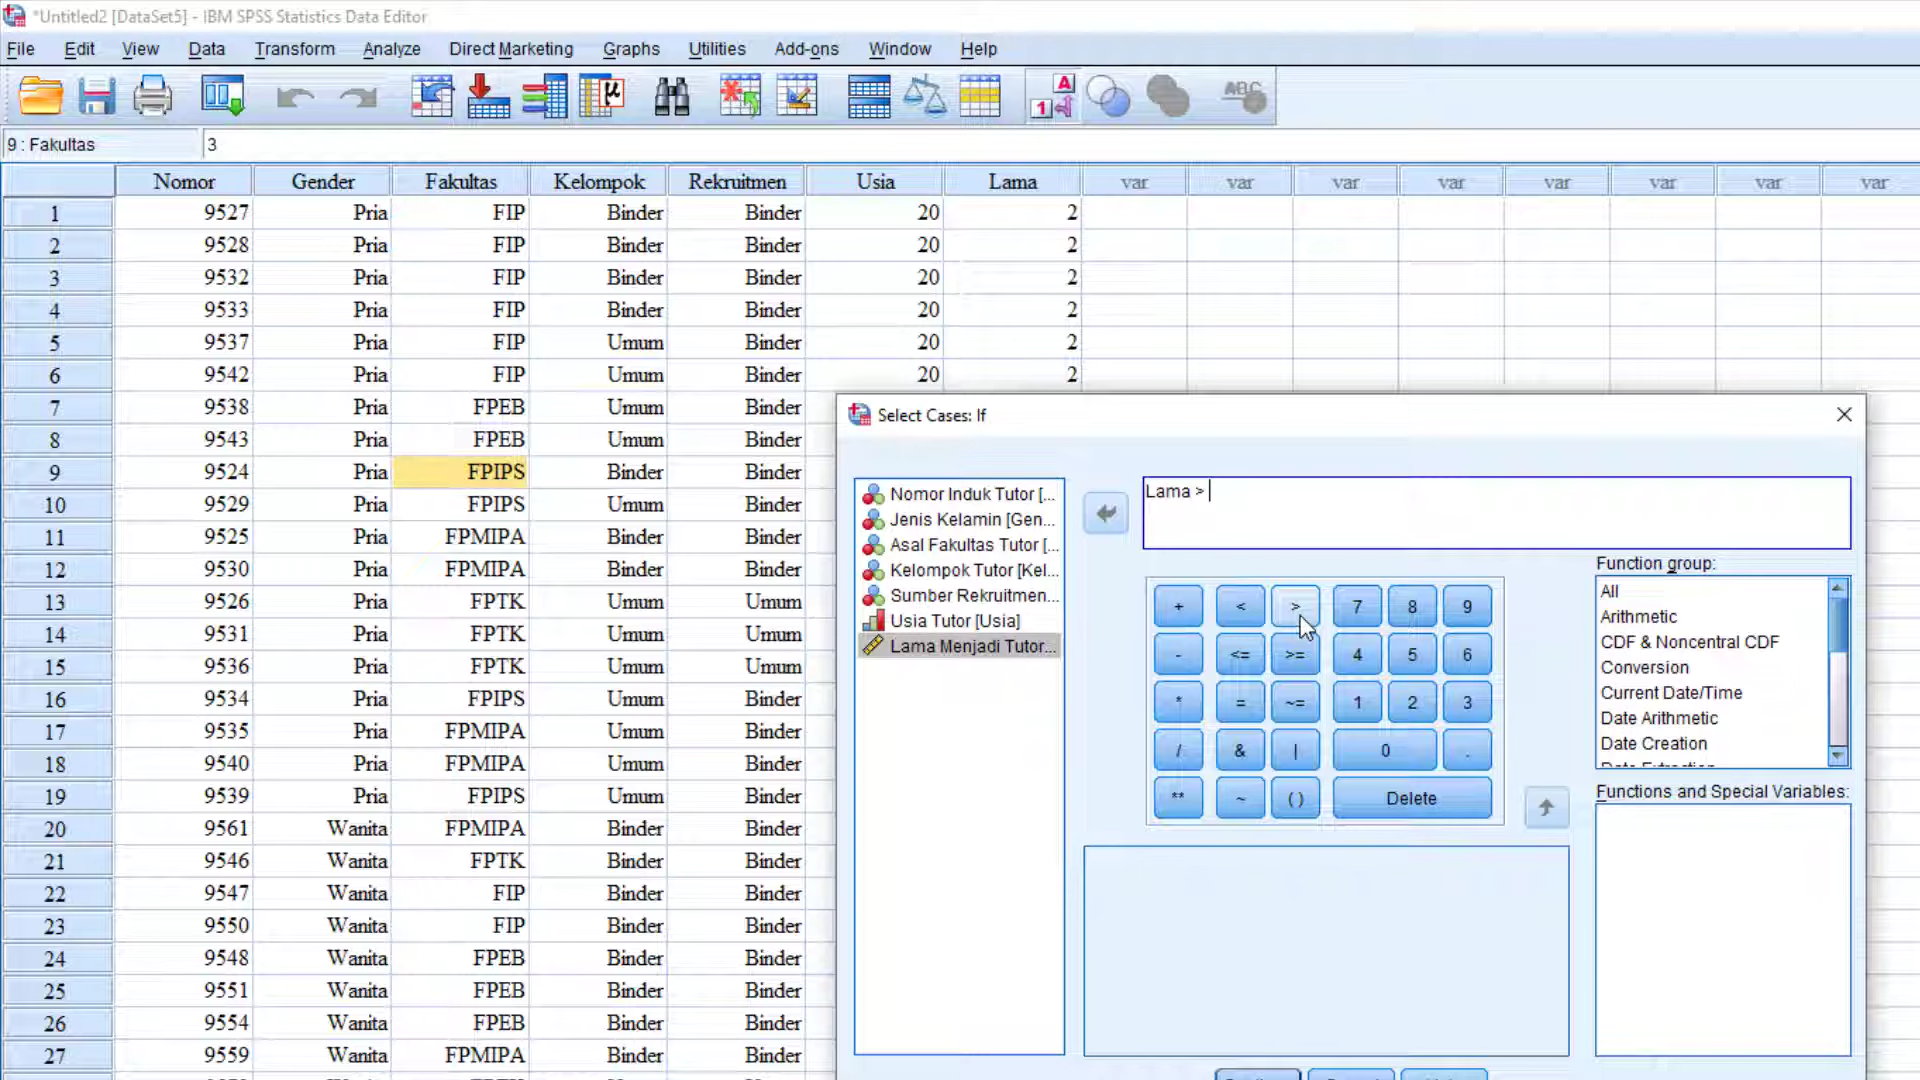 *Untitled2 [DataSet5] - IBM SPSS Statistics Data Editor
File Edit View Data Transform Analyze Direct Marketing Graphs Utilities Add-ons Window Help
9 : Fakultas 3
Nomor Gender Fakultas Kelompok Rekruitmen Usia Lama var var var var var var var var
1 9527 Pria FIP Binder Binder 20 2
2 9528 Pria FIP Binder Binder 20 2
3 9532 Pria FIP Binder Binder 20 2
4 9533 Pria FIP Binder Binder 20 2
5 9537 Pria FIP Umum Binder 20 2
6 9542 Pria FIP Umum Binder 20 2
7 9538 Pria FPEB Umum Binder
8 9543 Pria FPEB Umum Binder
9 9524 Pria FPIPS Binder Binder
10 9529 Pria FPIPS Umum Binder
11 9525 Pria FPMIPA Binder Binder
12 9530 Pria FPMIPA Binder Binder
13 9526 Pria FPTK Umum Umum
14 9531 Pria FPTK Umum Umum
15 9536 Pria FPTK Umum Umum
16 9534 Pria FPIPS Umum Binder
17 9535 Pria FPMIPA Umum Binder
18 9540 Pria FPMIPA Umum Binder
19 9539 Pria FPIPS Umum Binder
20 9561 Wanita FPMIPA Binder Binder
21 9546 Wanita FPTK Binder Binder
22 9547 Wanita FIP Binder Binder
23 9550 Wanita FIP Binder Binder
24 9548 Wanita FPEB Binder Binder
25 9551 Wanita FPEB Binder Binder
26 9554 Wanita FPEB Binder Binder
27 9559 Wanita FPMIPA Binder Binder
Select Cases: If
Nomor Induk Tutor [...
Jenis Kelamin [Gen...
Asal Fakultas Tutor [...
Kelompok Tutor [Kel...
Sumber Rekruitmen...
Usia Tutor [Usia]
Lama Menjadi Tutor...
Lama >
+ < > 7 8 9
- <= >= 4 5 6
* = ~= 1 2 3
/ & | 0 .
** ~ ( ) Delete
Function group:
All
Arithmetic
CDF & Noncentral CDF
Conversion
Current Date/Time
Date Arithmetic
Date Creation
Functions and Special Variables: